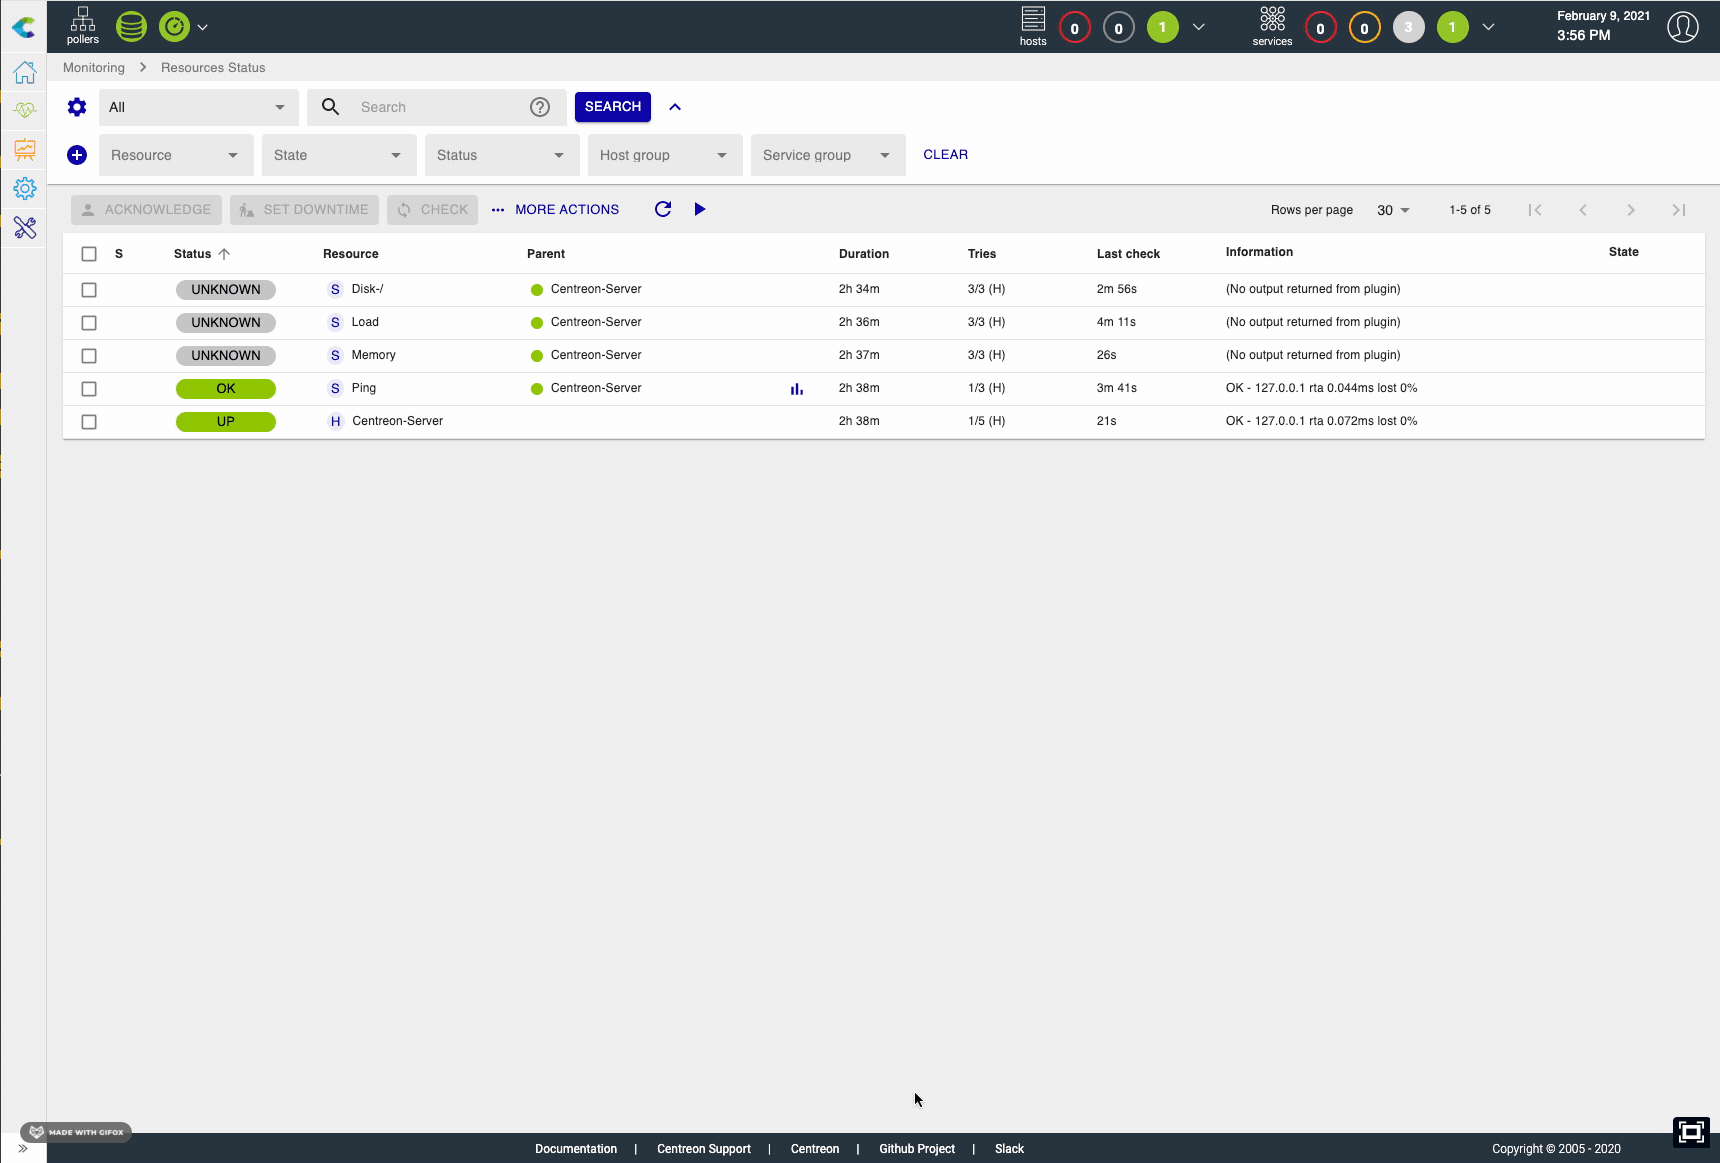 pollers
hosts 0 0 1
services 0 0 3 1
February 9, 2021
3:56 PM
Monitoring Resources Status
All Search ? SEARCH
Resource State Status Host group Service group CLEAR
ACKNOWLEDGE SET DOWNTIME CHECK MORE ACTIONS Rows per page 30 1-5 of 5
S Status Resource Parent Duration Tries Last check Information State
UNKNOWN S Disk-/ Centreon-Server 2h 34m 3/3 (H) 2m 56s (No output returned from plugin)
UNKNOWN S Load Centreon-Server 2h 36m 3/3 (H) 4m 11s (No output returned from plugin)
UNKNOWN S Memory Centreon-Server 2h 37m 3/3 (H) 26s (No output returned from plugin)
OK S Ping Centreon-Server 2h 38m 1/3 (H) 3m 41s OK - 127.0.0.1 rta 0.044ms lost 0%
UP H Centreon-Server 2h 38m 1/5 (H) 21s OK - 127.0.0.1 rta 0.072ms lost 0%
MADE WITH GIFOX
Documentation | Centreon Support | Centreon | Github Project | Slack Copyright © 2005 - 2020